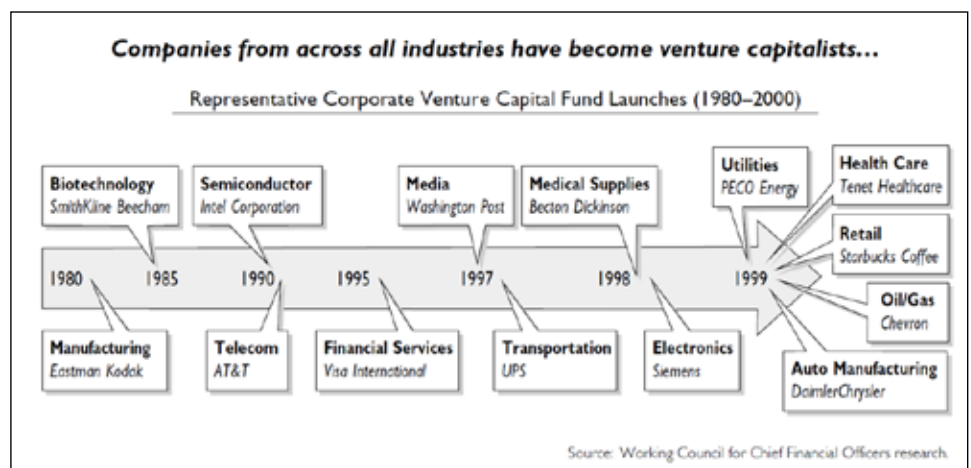 Companies from across all industries have become venture capitalists…
Representative Corporate Venture Capital Fund Launches (1980–2000)
Biotechnology
SmithKline Beecham
Semiconductor
Intel Corporation
Media
Washington Post
Medical Supplies
Becton Dickinson
Utilities
PECO Energy
Health Care
Tenet Healthcare
Retail
Starbucks Coffee
1980 1985 1990 1995 1997 1998 1999
Oil/Gas
Chevron
Manufacturing
Eastman Kodak
Telecom
AT&T
Financial Services
Visa International
Transportation
UPS
Electronics
Siemens
Auto Manufacturing
DaimlerChrysler
Source: Working Council for Chief Financial Officers research.